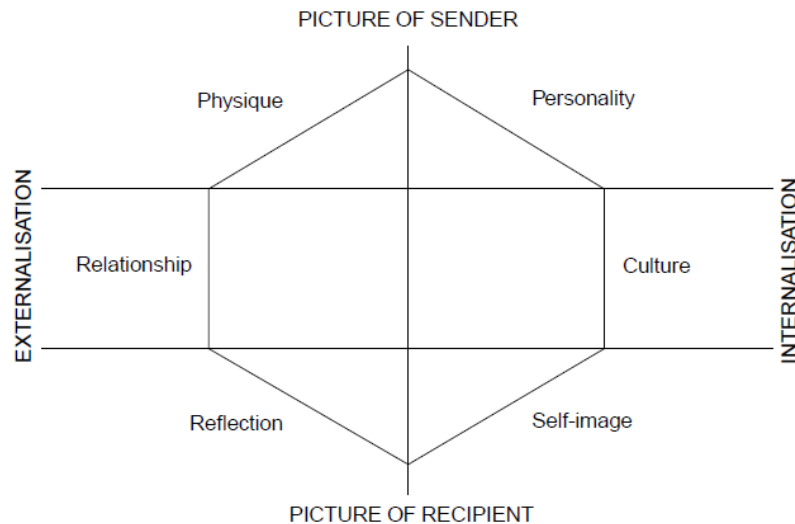 PICTURE OF SENDER
Physique
Personality
EXTERNALISATION
Relationship
Culture
INTERNALISATION
Reflection
Self-image
PICTURE OF RECIPIENT